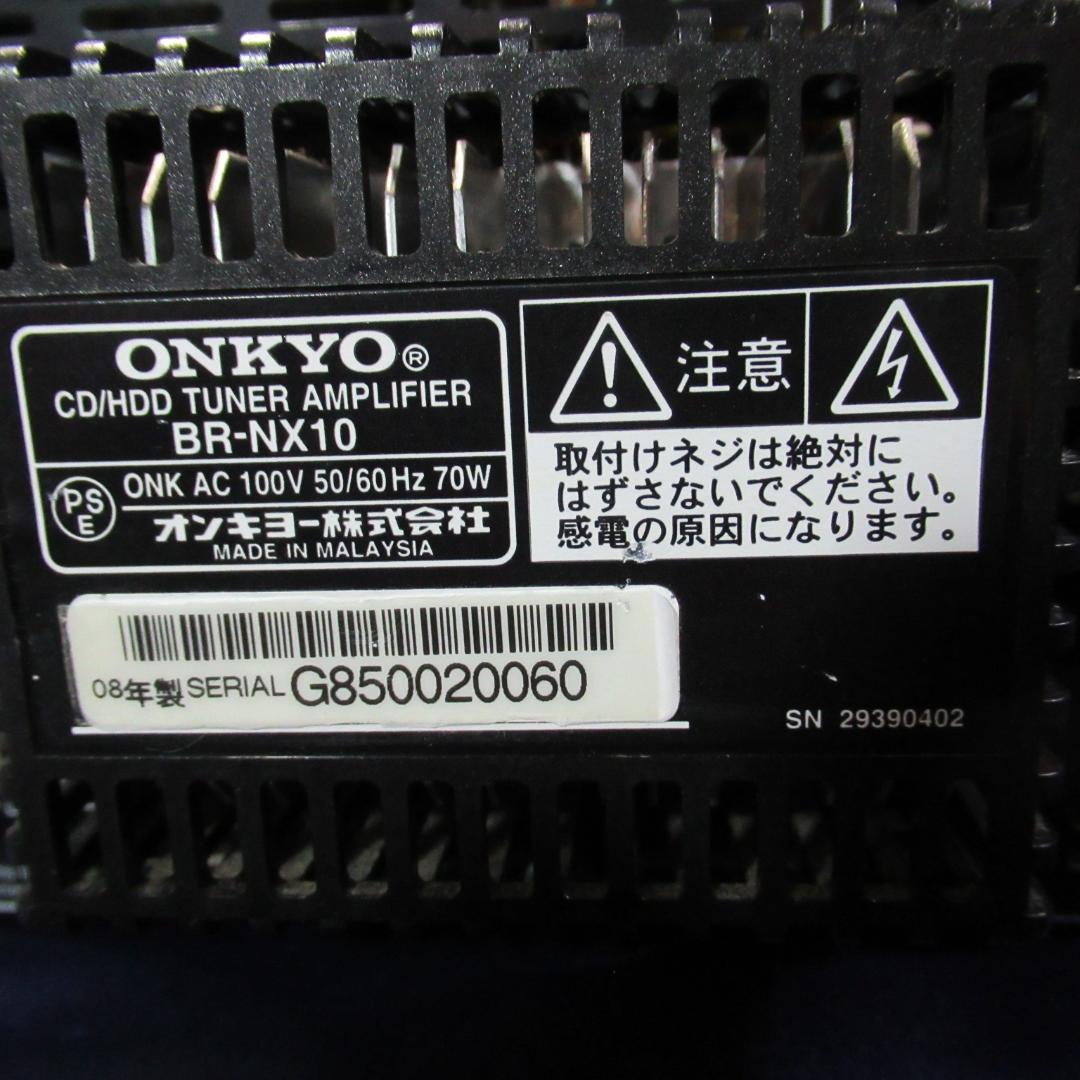 ONKYO®
CD/HDD TUNER AMPLIFIER
BR-NX10
PS
E
ONK AC 100V 50/60Hz 70W
オンキヨー株式会社
MADE IN MALAYSIA
注意
取付けネジは絶対に
はずさないでください。
感電の原因になります。
08年製 SERIAL G850020060
SN 29390402